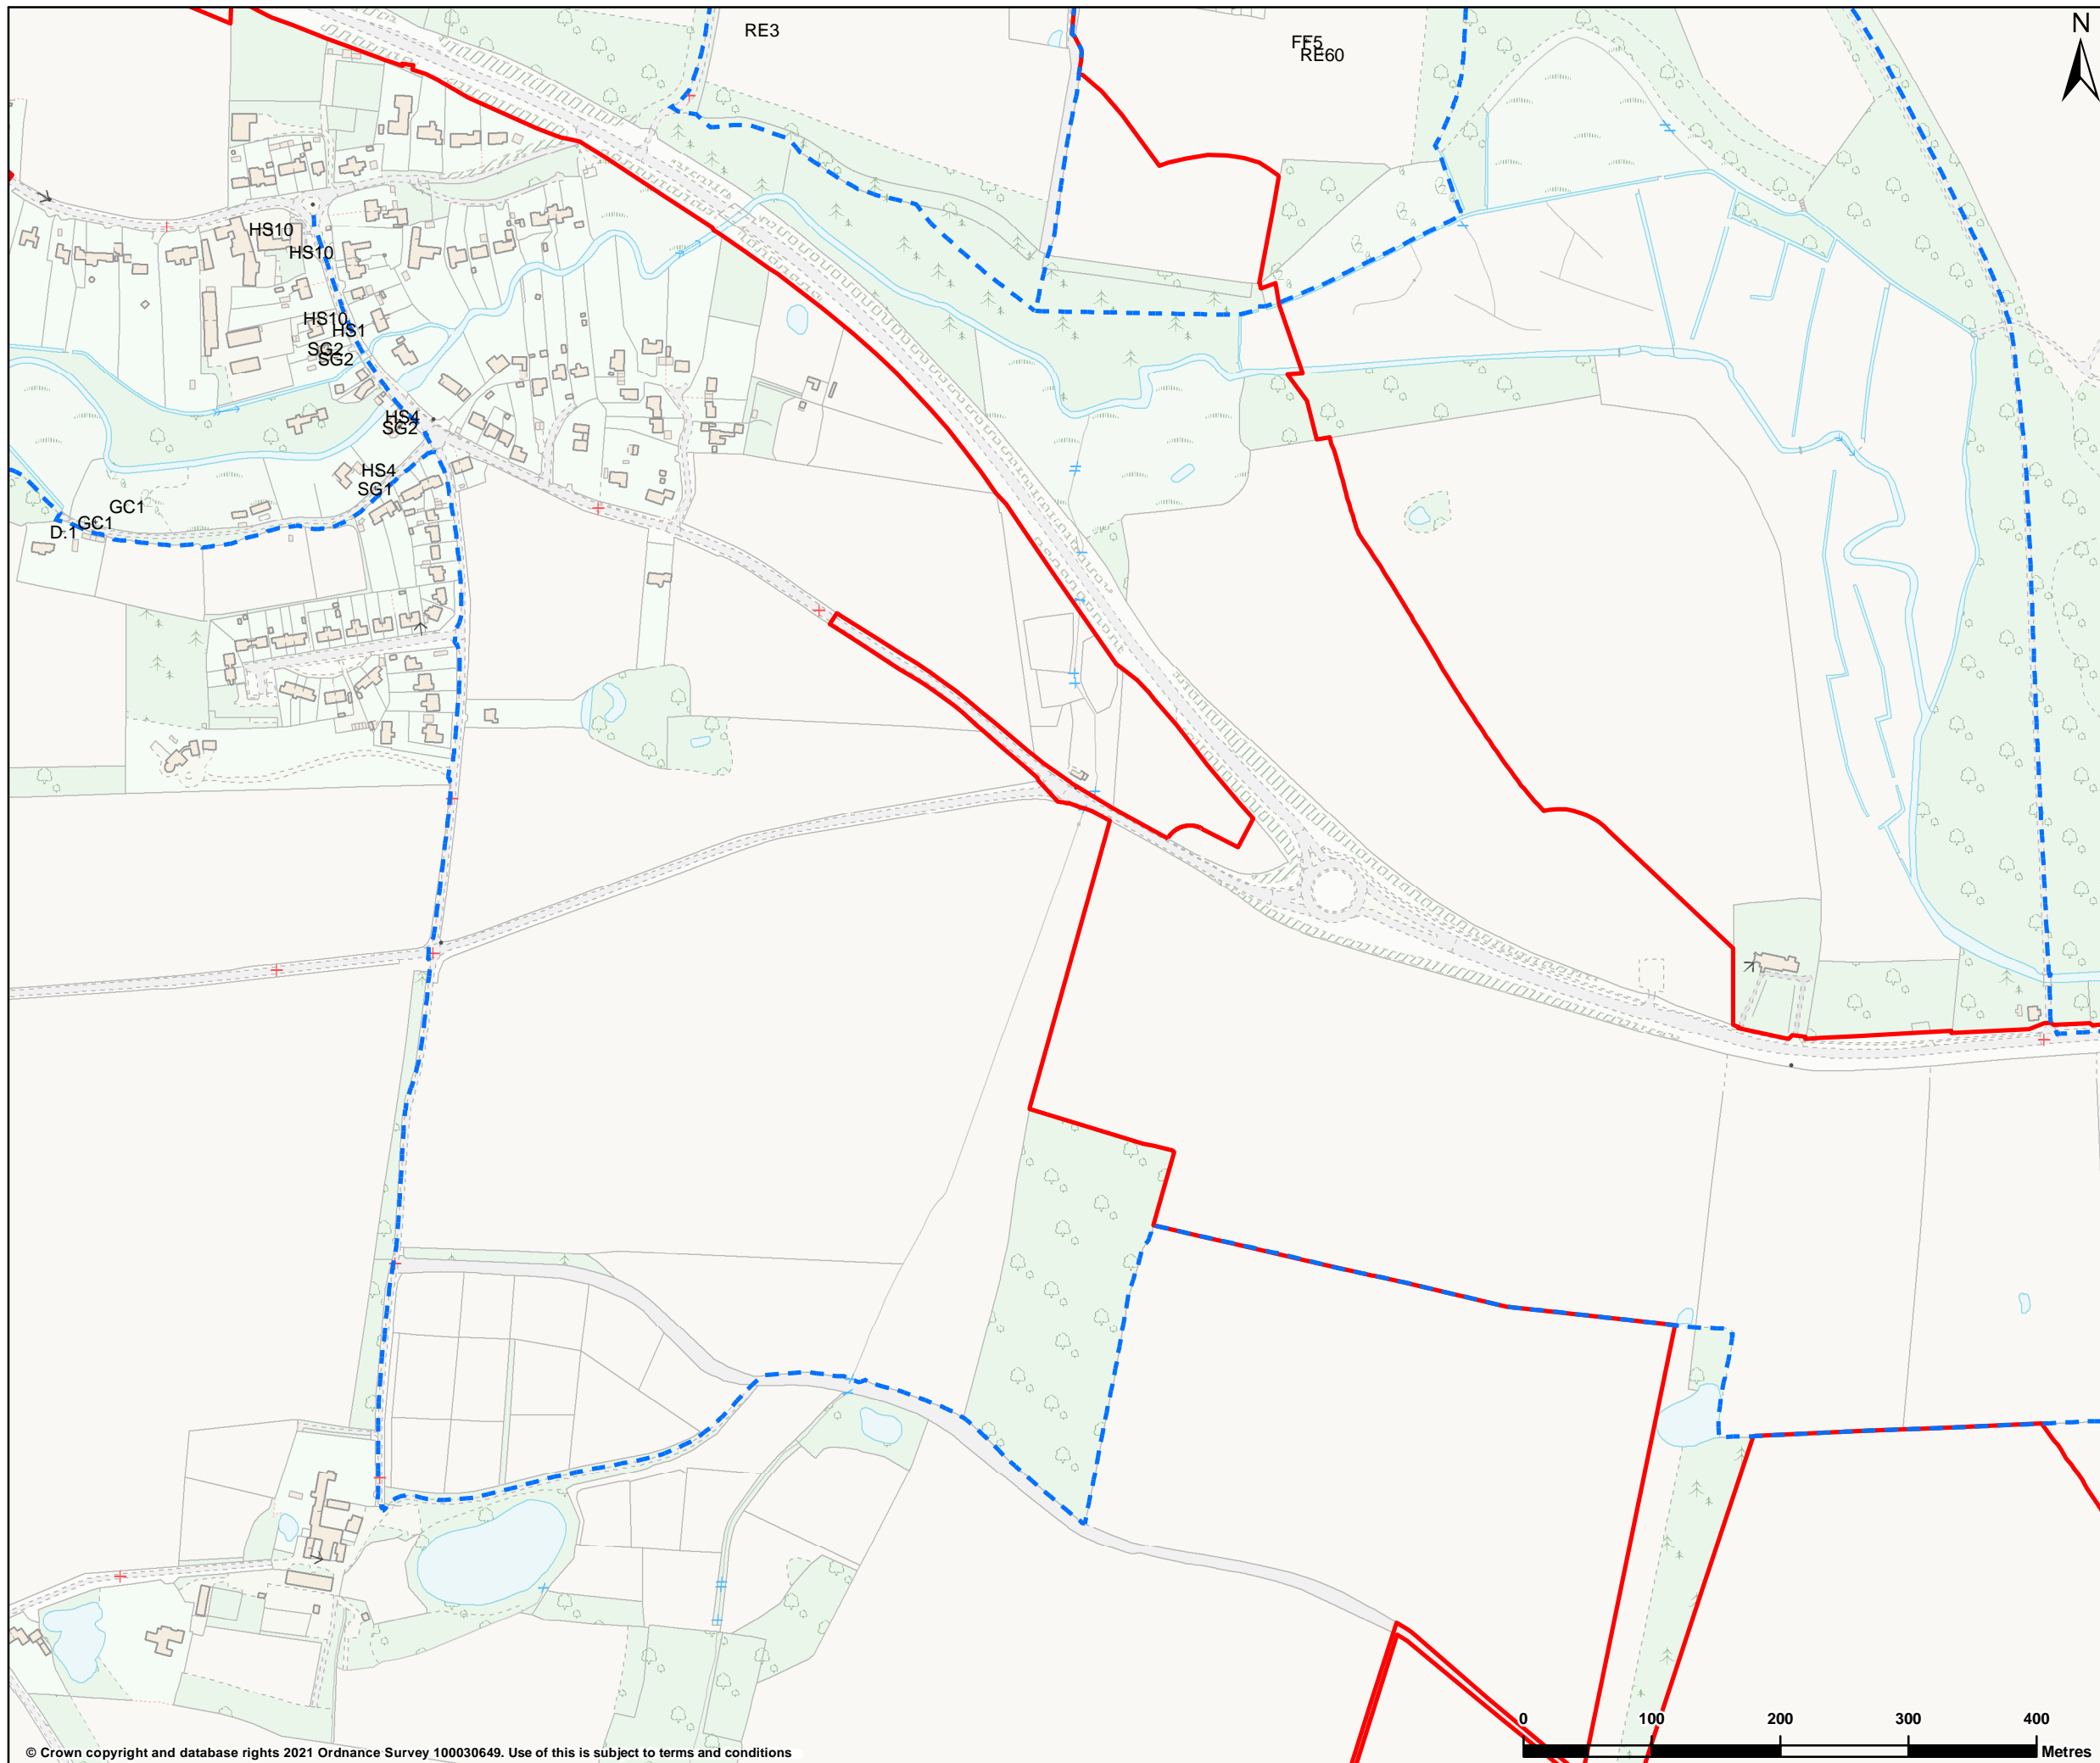 RE3
N
FF5
RE60
HS10
HS10
HS10
HS1
SG2
SG2
HS4
SG2
HS4
SG1
GC1
GC1
D.1
0 100 200 300 400
Metres
© Crown copyright and database rights 2021 Ordnance Survey 100030649. Use of this is subject to terms and conditions